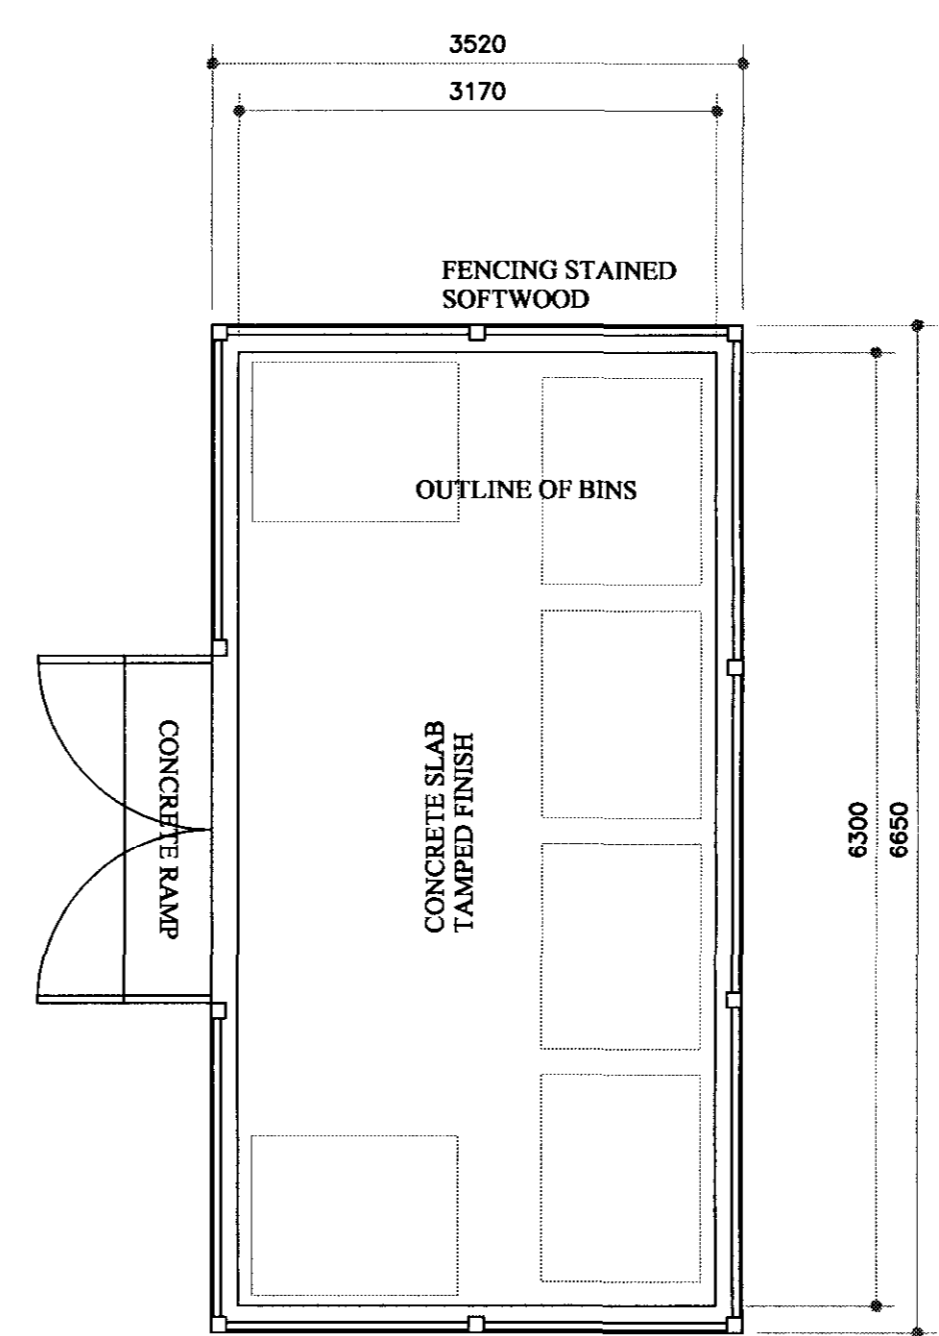 3520
3170
FENCING STAINED
SOFTWOOD
OUTLINE OF BINS
CONCRETE RAMP
CONCRETE SLAB
TAMPED FINISH
6300
6650